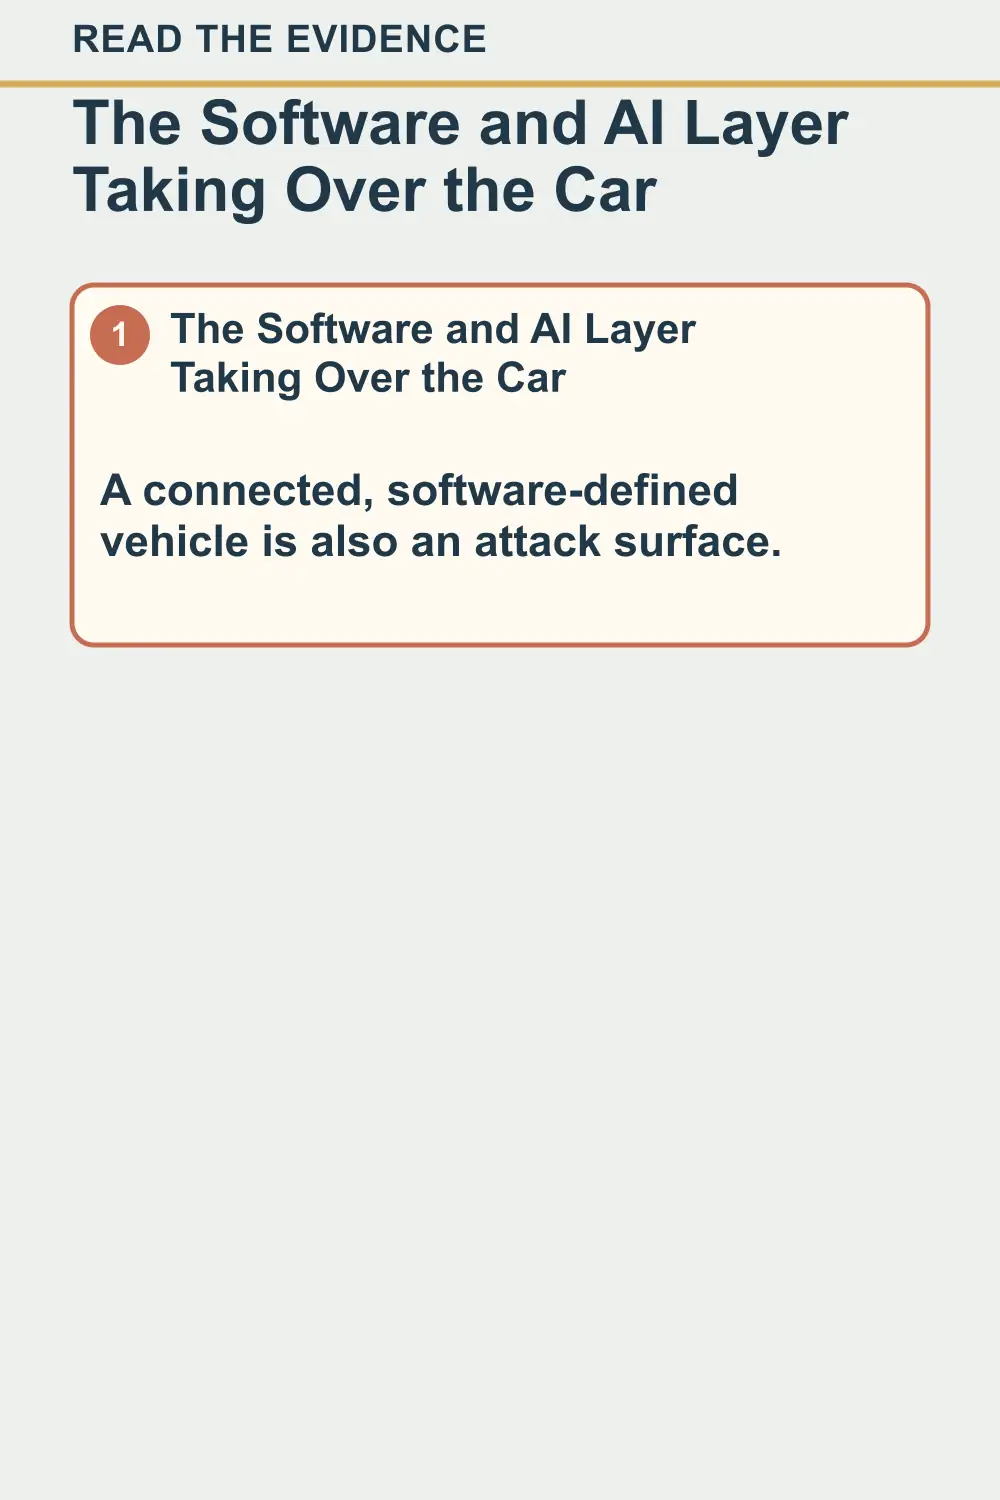 READ THE EVIDENCE
The Software and AI Layer
Taking Over the Car
1
The Software and AI Layer
Taking Over the Car
A connected, software-defined
vehicle is also an attack surface.